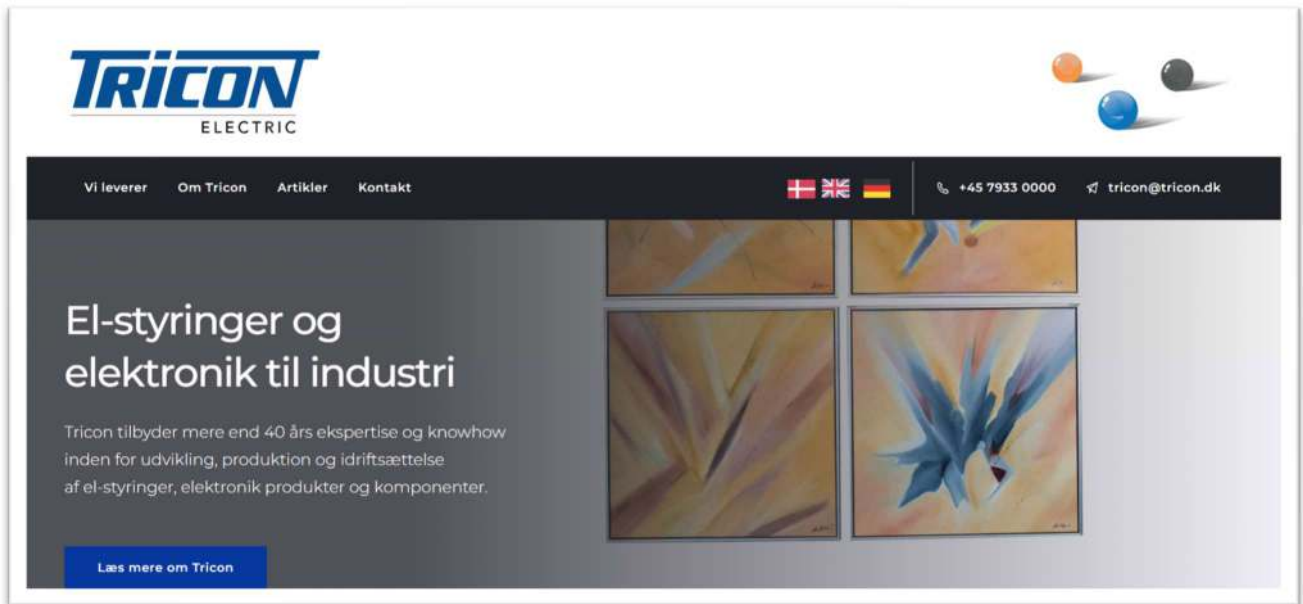 TRICON
ELECTRIC
Vi leverer Om Tricon Artikler Kontakt +45 7933 0000 tricon@tricon.dk
El-styringer og
elektronik til industri
Tricon tilbyder mere end 40 års ekspertise og knowhow
inden for udvikling, produktion og idriftsættelse
af el-styringer, elektronik produkter og komponenter.
Læs mere om Tricon